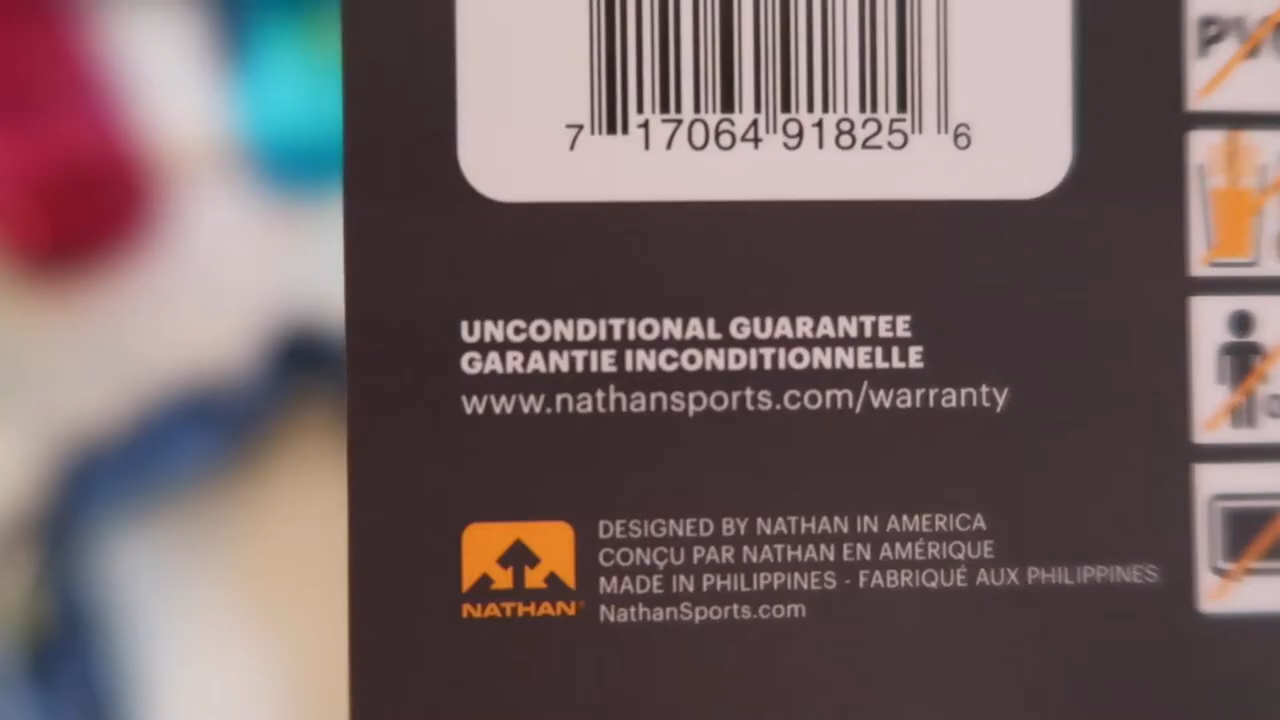 7 17064 91825 6
UNCONDITIONAL GUARANTEE
GARANTIE INCONDITIONNELLE
www.nathansports.com/warranty
DESIGNED BY NATHAN IN AMERICA
CONÇU PAR NATHAN EN AMÉRIQUE
MADE IN PHILIPPINES - FABRIQUÉ AUX PHILIPPINES
NathanSports.com
NATHAN